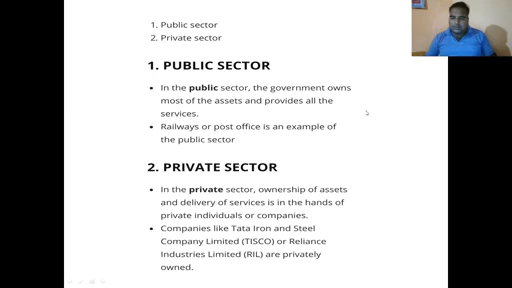 1. Public sector
2. Private sector
1. PUBLIC SECTOR
• In the public sector, the government owns
most of the assets and provides all the
services.
• Railways or post office is an example of
the public sector
2. PRIVATE SECTOR
• In the private sector, ownership of assets
and delivery of services is in the hands of
private individuals or companies.
• Companies like Tata Iron and Steel
Company Limited (TISCO) or Reliance
Industries Limited (RIL) are privately
owned.